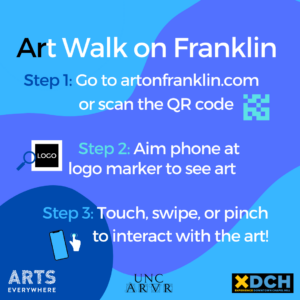 Art Walk on Franklin
Step 1: Go to artonfranklin.com
or scan the QR code
LOGO
Step 2: Aim phone at
logo marker to see art
Step 3: Touch, swipe, or pinch
to interact with the art!
ARTS
EVERYWHERE
UNC
ARVR
XDCH